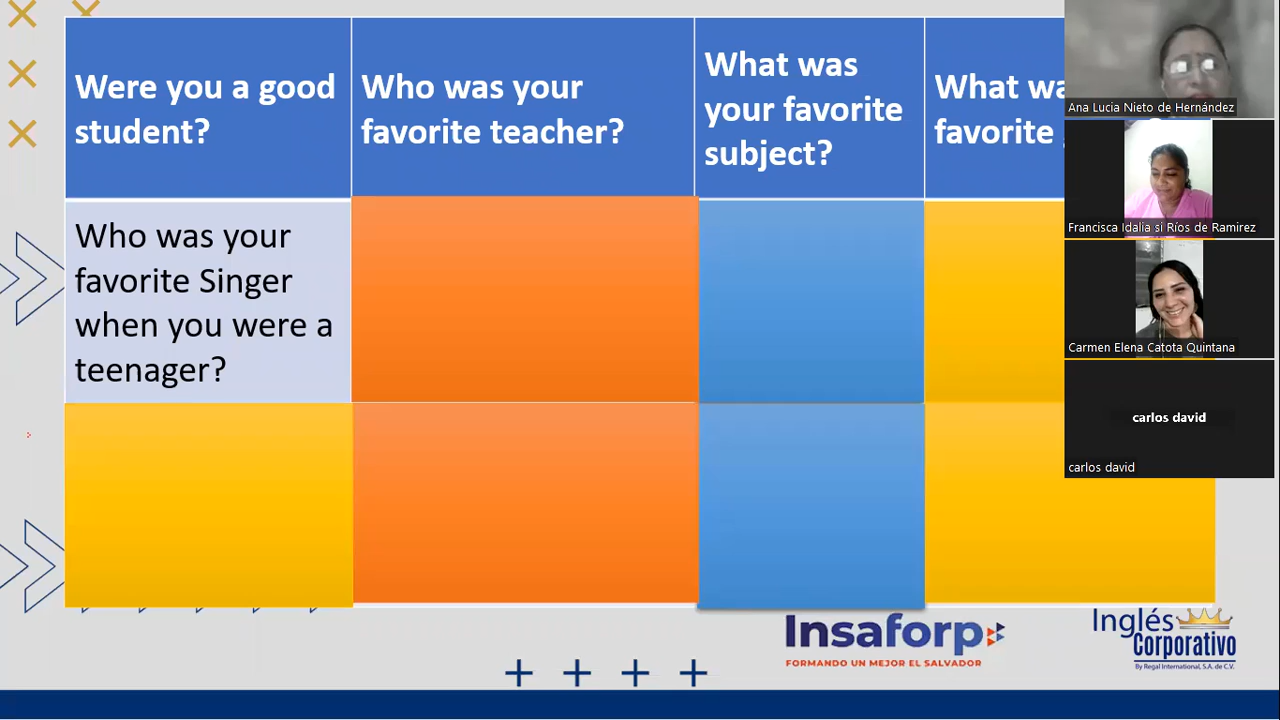 Were you a good
student?
Who was your
favorite teacher?
What was
your favorite
subject?
What
favorite
Who was your
favorite Singer
when you were a
teenager?
Ana Lucia Nieto de Hernández
Francisca Idalia si Ríos de Ramirez
Carmen Elena Catota Quintana
carlos david
carlos david
Insaforp
FORMANDO UN MEJOR EL SALVADOR
Inglés
Corporativo
By Regal International, S.A. de C.V.